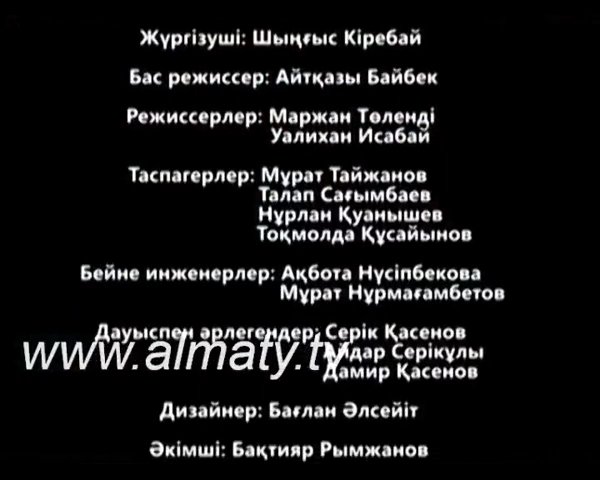 Жүргізуші: Шыңғыс Кіребай
Бас режиссер: Айтқазы Байбек
Режиссерлер: Маржан Төленді
Уалихан Исабай
Таспагерлер: Мұрат Тайжанов
Талап Сағымбаев
Нұрлан Қуанышев
Тоқмолда Құсайынов
Бейне инженерлер: Ақбота Нүсіпбекова
Мұрат Нұрмағамбетов
Дауыспен әрлегендер: Серік Қасенов
www.almaty.tv
Айдар Серікұлы
Дамир Қасенов
Дизайнер: Бағлан Әлсейіт
Әкімші: Бақтияр Рымжанов